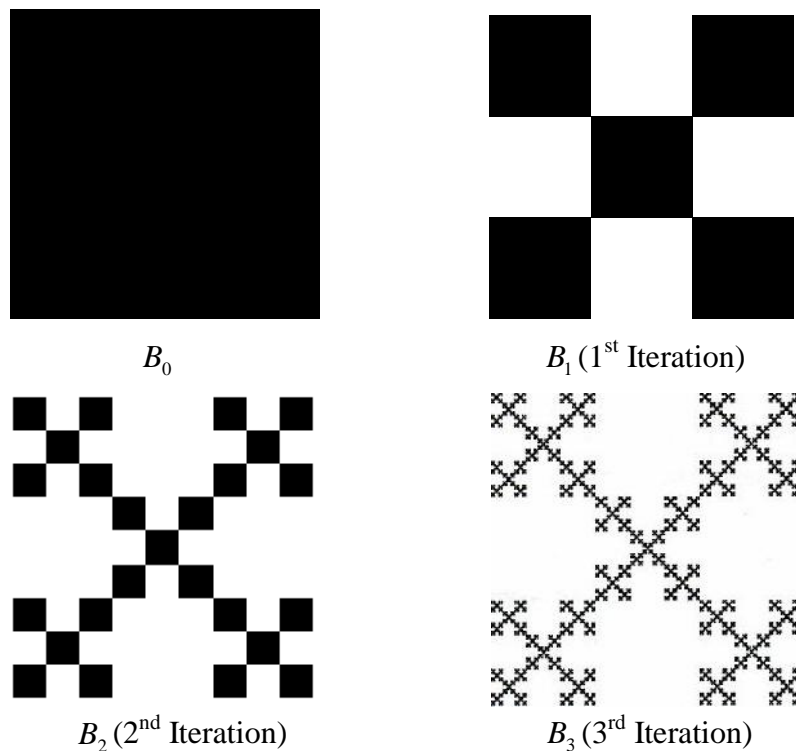 B₀
B₁ (1ˢᵗ Iteration)
B₂ (2ⁿᵈ Iteration)
B₃ (3ʳᵈ Iteration)